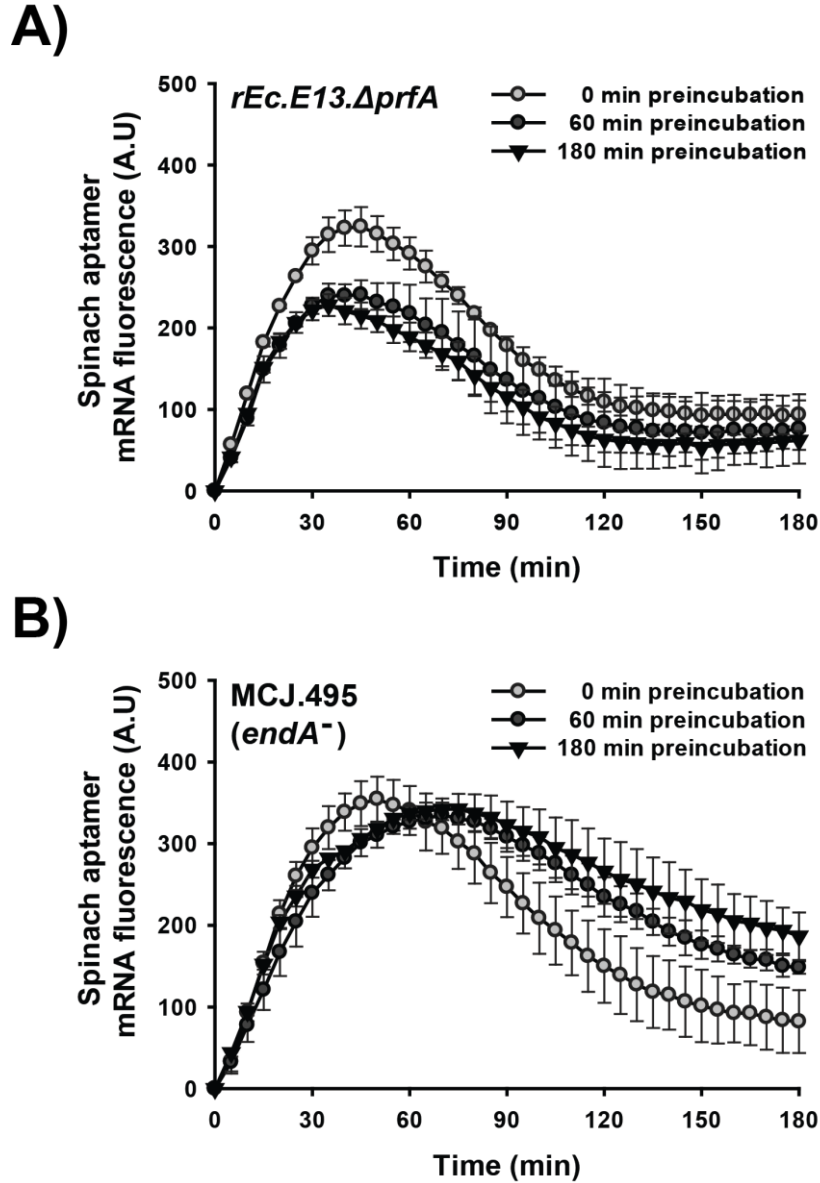 A)
rEc.E13.ΔprfA
0 min preincubation
60 min preincubation
180 min preincubation
Spinach aptamer
mRNA fluorescence (A.U)
500
400
300
200
100
0
0 30 60 90 120 150 180
Time (min)
B)
MCJ.495
(endA⁻)
0 min preincubation
60 min preincubation
180 min preincubation
Spinach aptamer
mRNA fluorescence (A.U)
500
400
300
200
100
0
0 30 60 90 120 150 180
Time (min)